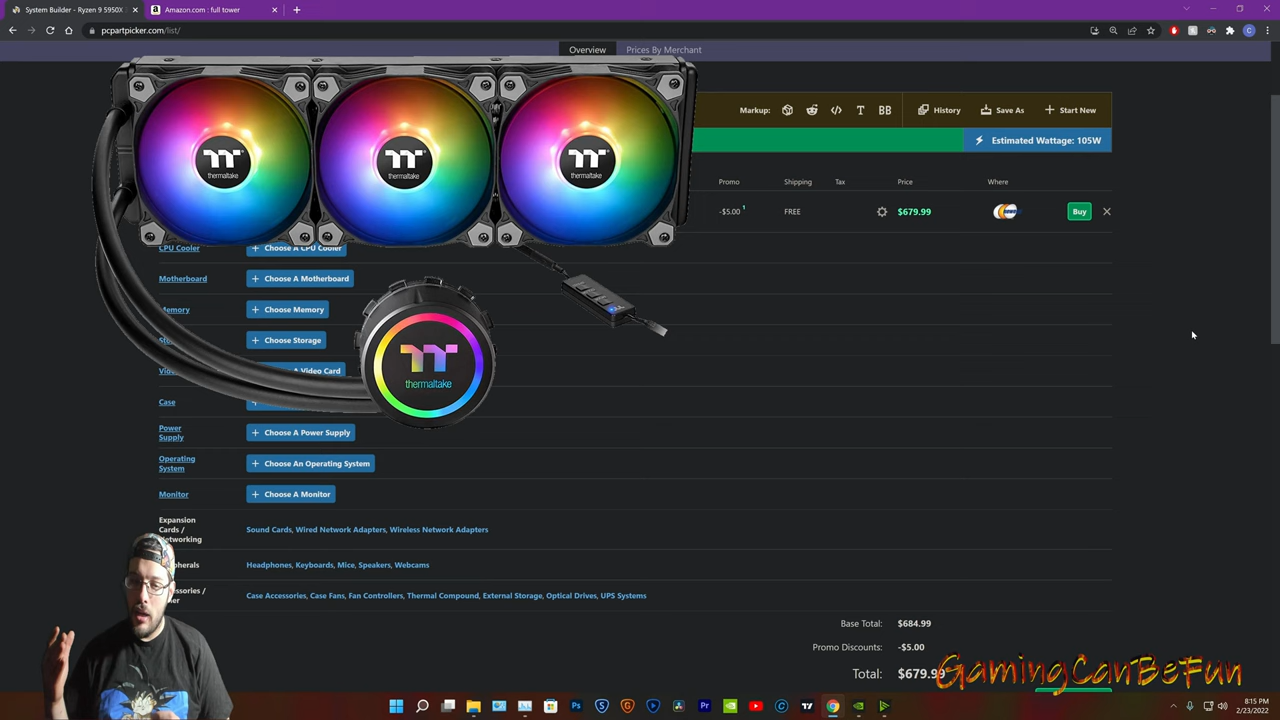 System Builder - Ryzen 9 5950X
Amazon.com : full tower
pcpartpicker.com/list/
Overview
Prices By Merchant
Markup:
T
BB
History
Save As
Start New
Estimated Wattage: 105W
Promo
Shipping
Tax
Price
Where
-$5.00 1
FREE
$679.99
Buy
thermaltake
thermaltake
thermaltake
CPU Cooler
Choose A CPU Cooler
Motherboard
Choose A Motherboard
Memory
Choose Memory
Choose Storage
A Video Card
thermaltake
Case
Power
Supply
Choose A Power Supply
Operating
System
Choose An Operating System
Monitor
Choose A Monitor
Expansion
Cards /
Sound Cards, Wired Network Adapters, Wireless Network Adapters
Headphones, Keyboards, Mice, Speakers, Webcams
Case Accessories, Case Fans, Fan Controllers, Thermal Compound, External Storage, Optical Drives, UPS Systems
Base Total:
$684.99
Promo Discounts:
-$5.00
Total:
$679.99
GamingCanBeFun
8:15 PM
2/23/2022